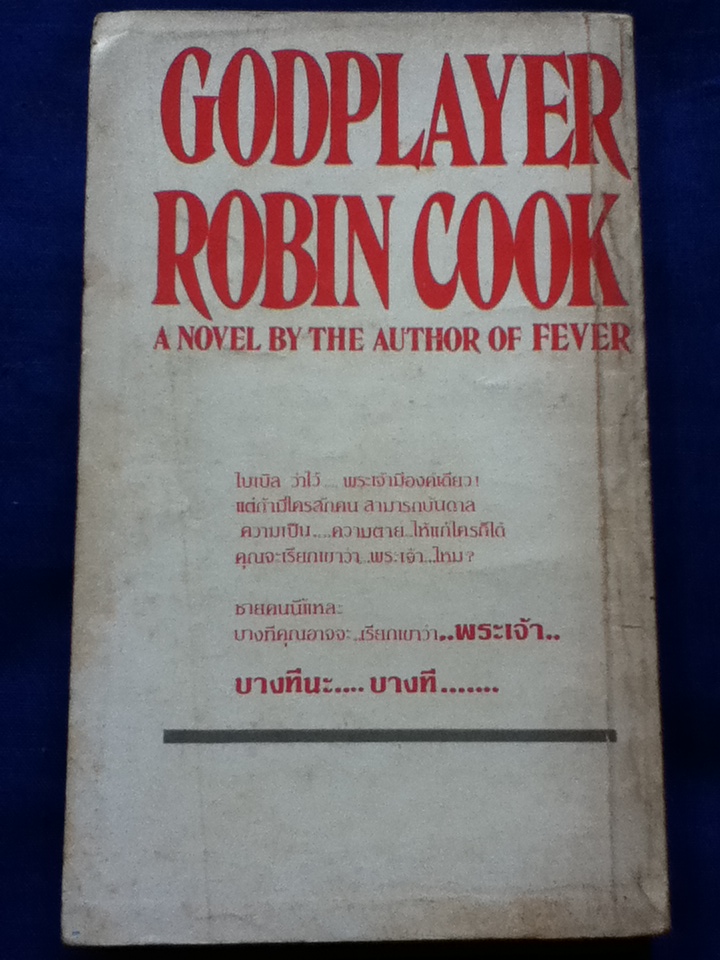 GODPLAYER
ROBIN COOK
A NOVEL BY THE AUTHOR OF FEVER
ไบเบิล ว่าไว้.... พระเจ้ามีองค์เดียว!
แต่ถ้ามีใครสักคน สามารถบันดาล
ความเป็น....ความตาย...ให้แก่ใครก็ได้
คุณจะเรียกเขาว่า...พระเจ้า...ไหม?
ชายคนนี้แหละ
บางทีคุณอาจจะ..เรียกเขาว่า..พระเจ้า..
บางทีนะ.... บางที.......